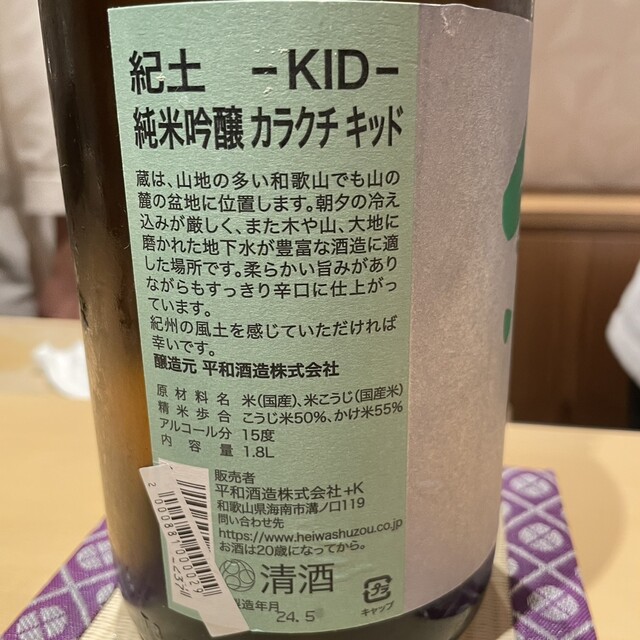 紀土 -KID-
純米吟醸 カラクチ キッド
蔵は、山地の多い和歌山でも山の
麓の盆地に位置します。朝夕の冷え
込みが厳しく、また木や山、大地に
磨かれた地下水が豊富な酒造に適
した場所です。柔らかい旨みがあり
ながらもすっきり辛口に仕上がっ
ています。
紀州の風土を感じていただければ
幸いです。
醸造元 平和酒造株式会社
原材料名 米(国産)、米こうじ(国産米)
精米歩合 こうじ米50%、かけ米55%
アルコール分 15度
内容量 1.8L
販売者
平和酒造株式会社+K
和歌山県海南市溝ノ口119
問い合わせ先
https://www.heiwashuzou.co.jp
お酒は20歳になってから。
清酒
造年月
24.5
プラ
キャップ